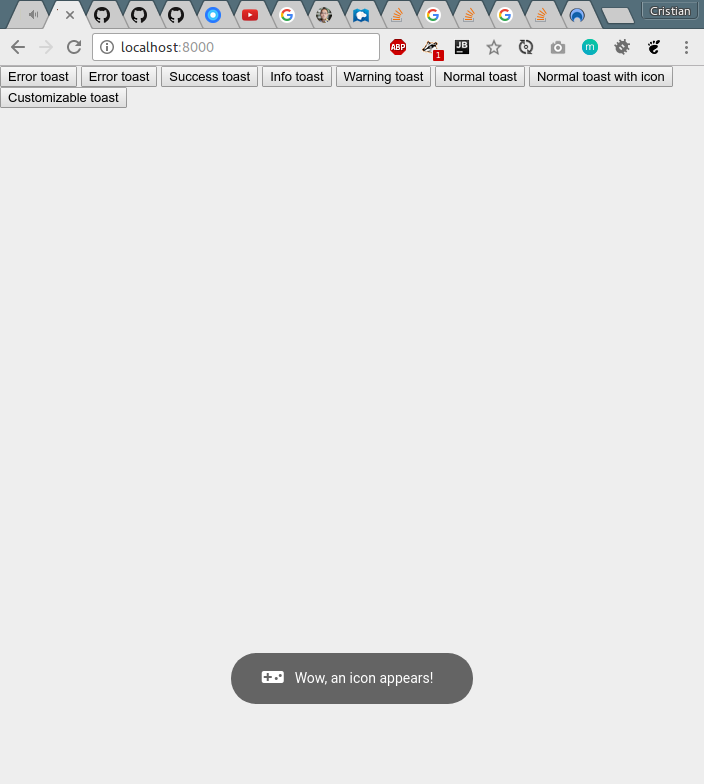 Cristian
localhost:8000
ABP
1
JB
m
Error toast Error toast Success toast Info toast Warning toast Normal toast Normal toast with icon
Customizable toast
Wow, an icon appears!